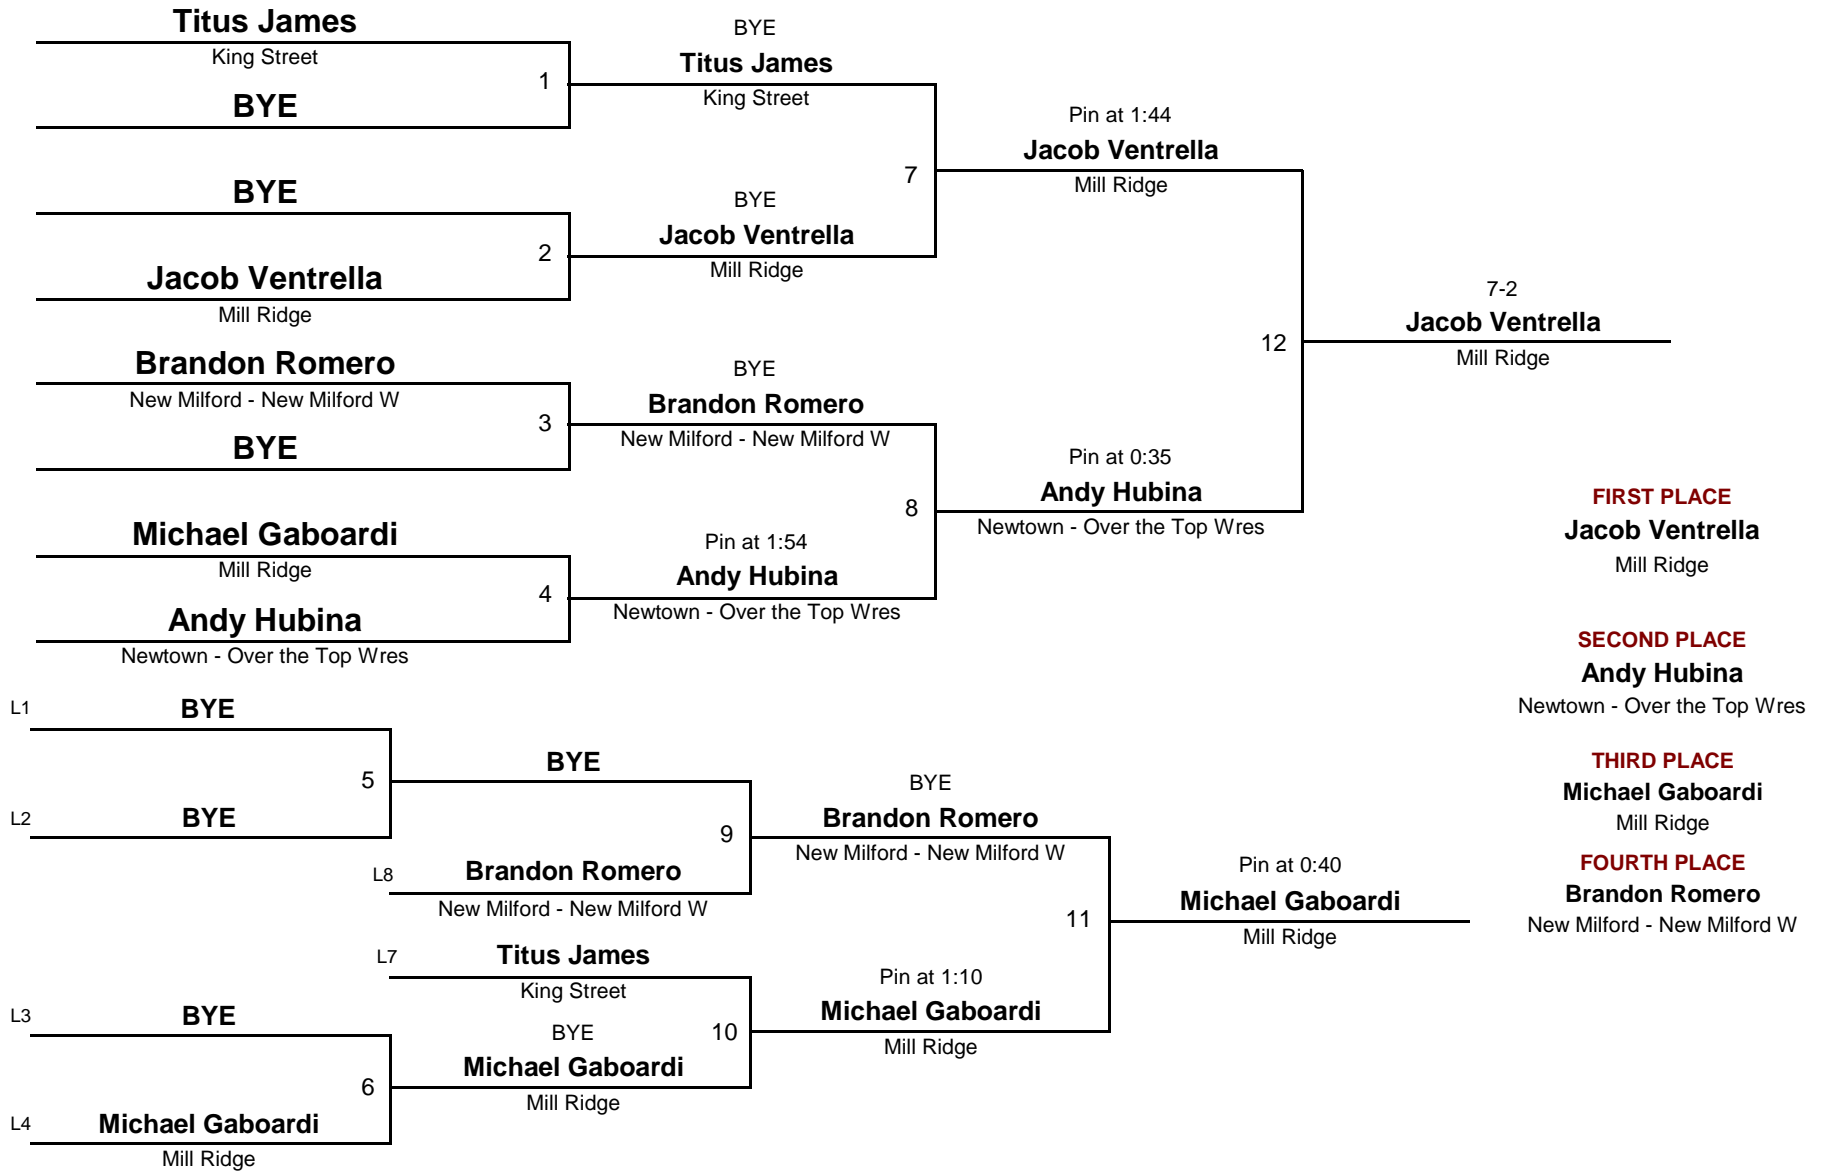 Titus James
King Street
1
BYE
BYE
Titus James
King Street
BYE
2
Jacob Ventrella
Mill Ridge
BYE
Jacob Ventrella
Mill Ridge
7
Pin at 1:44
Jacob Ventrella
Mill Ridge
Brandon Romero
New Milford - New Milford W
3
BYE
BYE
Brandon Romero
New Milford - New Milford W
Michael Gaboardi
Mill Ridge
4
Andy Hubina
Newtown - Over the Top Wres
Pin at 1:54
Andy Hubina
Newtown - Over the Top Wres
8
Pin at 0:35
Andy Hubina
Newtown - Over the Top Wres
12
7-2
Jacob Ventrella
Mill Ridge
FIRST PLACE
Jacob Ventrella
Mill Ridge
SECOND PLACE
Andy Hubina
Newtown - Over the Top Wres
THIRD PLACE
Michael Gaboardi
Mill Ridge
FOURTH PLACE
Brandon Romero
New Milford - New Milford W
L1 BYE
5
L2 BYE
BYE
9
L8 Brandon Romero
New Milford - New Milford W
BYE
Brandon Romero
New Milford - New Milford W
L7 Titus James
King Street
L3 BYE
6
L4 Michael Gaboardi
Mill Ridge
BYE
Michael Gaboardi
Mill Ridge
10
Pin at 1:10
Michael Gaboardi
Mill Ridge
11
Pin at 0:40
Michael Gaboardi
Mill Ridge